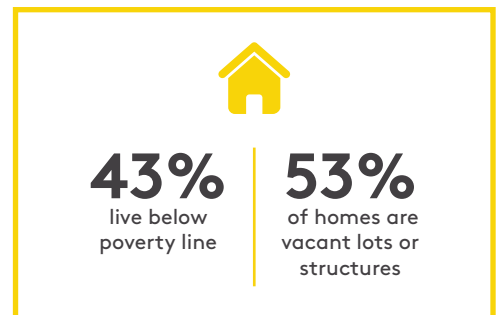 43%
live below
poverty line
53%
of homes are
vacant lots or
structures